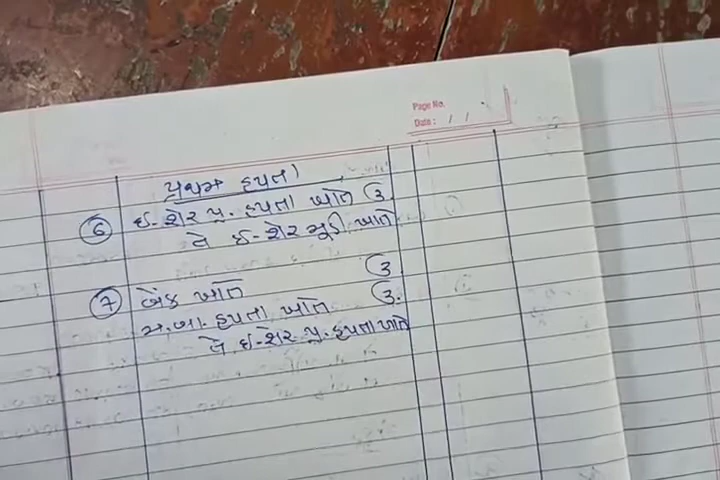 Page No.
Date : / /
પ્રથમ હપતા
6 ઈ-શેર પ્ર. હપતા ખાતે ઉ.
તે ઈ-શેર મૂડી ખાતે
7 બેંક ખાતે ઉ
મ.બા. હપતા ખાતે ઉ.
તે ઈ-શેર પ્ર. હપતા ખાતે